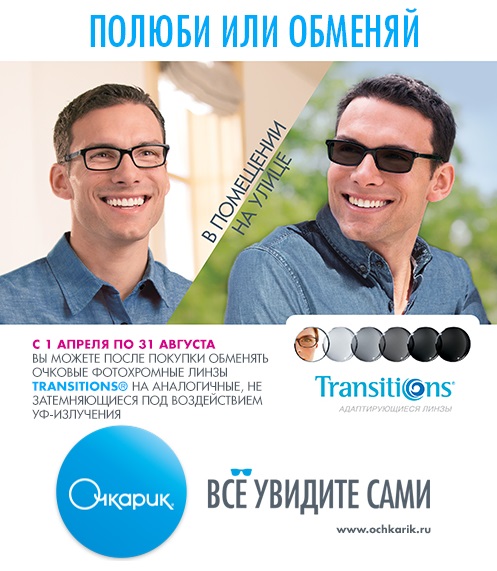 ПОЛЮБИ ИЛИ ОБМЕНЯЙ
В ПОМЕЩЕНИИ
НА УЛИЦЕ
С 1 АПРЕЛЯ ПО 31 АВГУСТА
ВЫ МОЖЕТЕ ПОСЛЕ ПОКУПКИ ОБМЕНЯТЬ
ОЧКОВЫЕ ФОТОХРОМНЫЕ ЛИНЗЫ
TRANSITIONS® НА АНАЛОГИЧНЫЕ, НЕ
ЗАТЕМНЯЮЩИЕСЯ ПОД ВОЗДЕЙСТВИЕМ
УФ-ИЗЛУЧЕНИЯ
Transitions®
АДАПТИРУЮЩИЕСЯ ЛИНЗЫ
Очкарик®
ВСЁ УВИДИТЕ САМИ
www.ochkarik.ru